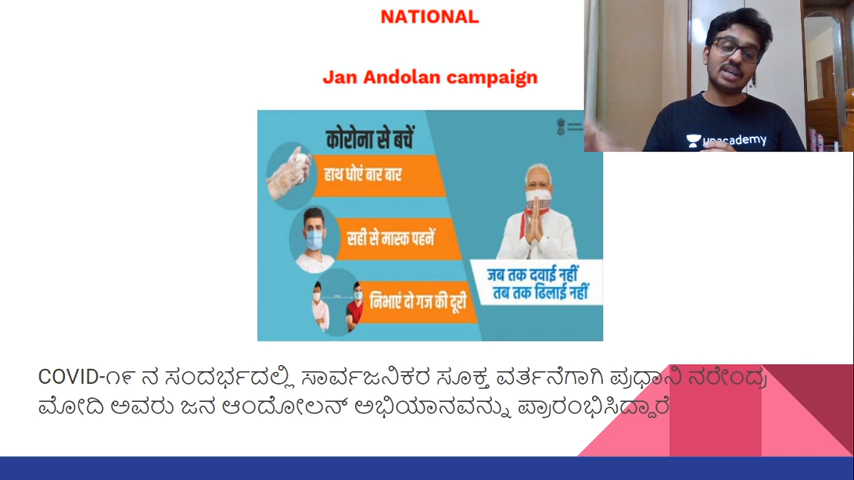 NATIONAL
Jan Andolan campaign
कोरोना से बचें
हाथ धोएं बार बार
सही से मास्क पहनें
निभाएं दो गज की दूरी
जब तक दवाई नहीं
तब तक ढिलाई नहीं
unacademy
COVID-೧೯ ನ ಸಂದರ್ಭದಲ್ಲಿ ಸಾರ್ವಜನಿಕರ ಸೂಕ್ತ ವರ್ತನೆಗಾಗಿ ಪ್ರಧಾನಿ ನರೇಂದ್ರ
ಮೋದಿ ಅವರು ಜನ ಆಂದೋಲನ್ ಅಭಿಯಾನವನ್ನು ಪ್ರಾರಂಭಿಸಿದ್ದಾರೆ